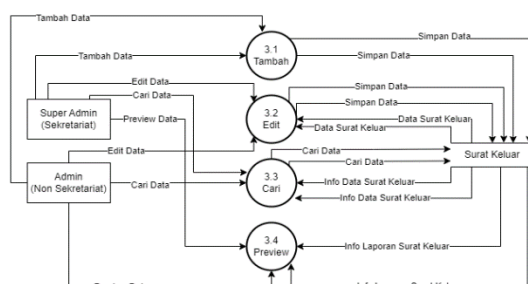 Tambah Data
Simpan Data
3.1
Tambah
Tambah Data
Simpan Data
Edit Data
Simpan Data
Cari Data
Simpan Data
Super Admin
(Sekretariat)
3.2
Edit
Preview Data
Data Surat Keluar
Data Surat Keluar
Edit Data
Cari Data
Surat Keluar
Cari Data
Admin
(Non Sekretariat)
3.3
Cari
Cari Data
Info Data Surat Keluar
Info Data Surat Keluar
3.4
Preview
Info Laporan Surat Keluar